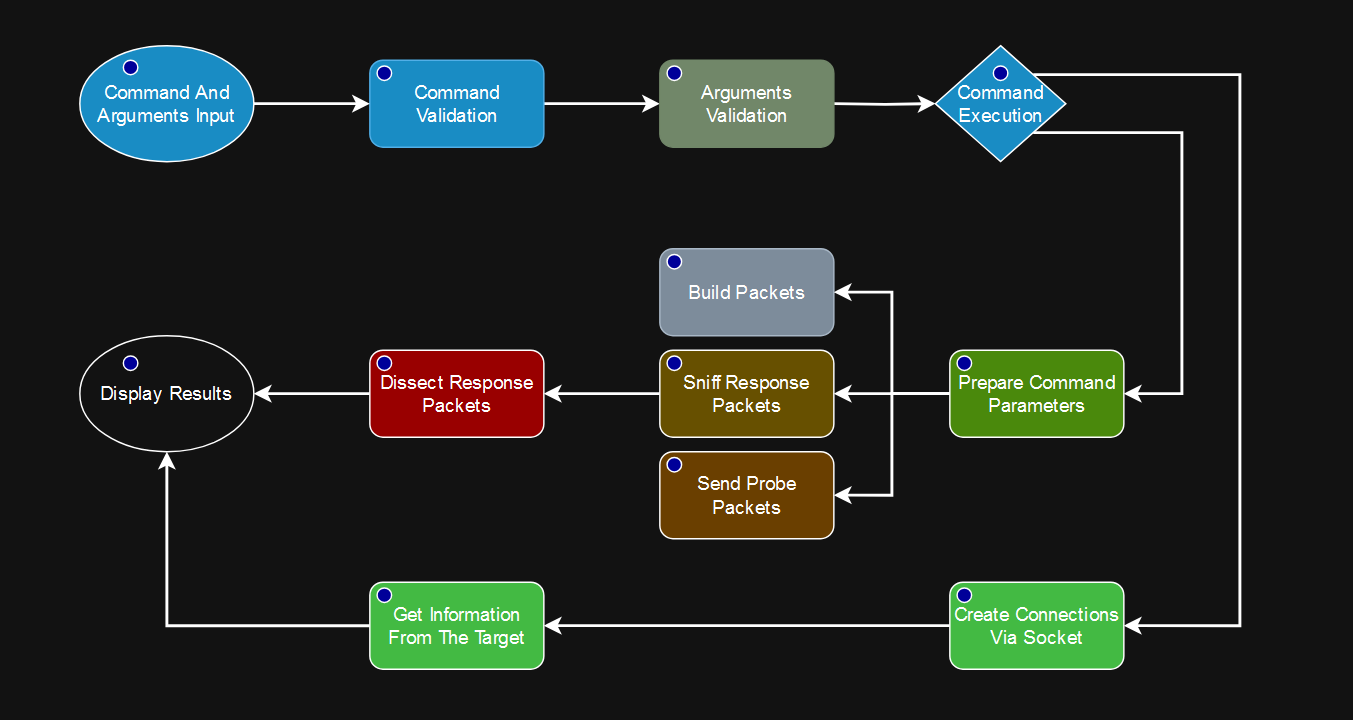 Command And
Arguments Input
Command
Validation
Arguments
Validation
Command
Execution
Build Packets
Display Results
Dissect Response
Packets
Sniff Response
Packets
Prepare Command
Parameters
Send Probe
Packets
Get Information
From The Target
Create Connections
Via Socket